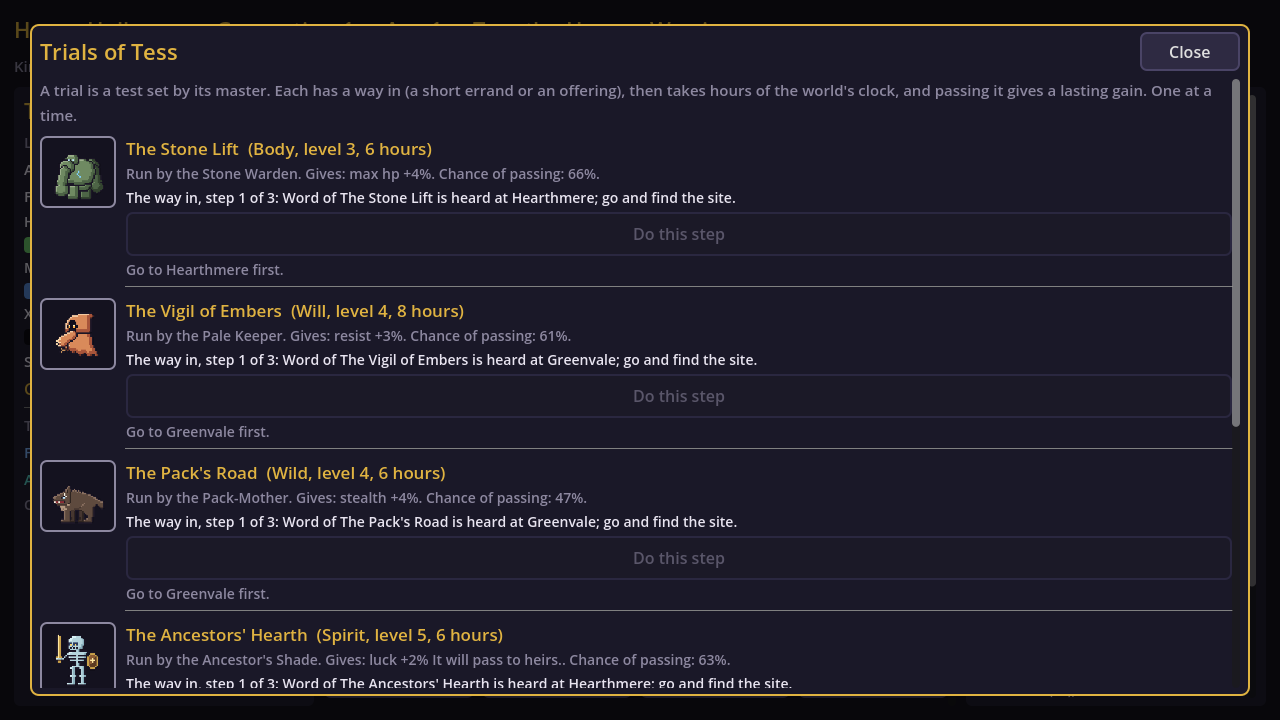 Trials of Tess
Close
A trial is a test set by its master. Each has a way in (a short errand or an offering), then takes hours of the world's clock, and passing it gives a lasting gain. One at a
time.
The Stone Lift  (Body, level 3, 6 hours)
Run by the Stone Warden. Gives: max hp +4%. Chance of passing: 66%.
The way in, step 1 of 3: Word of The Stone Lift is heard at Hearthmere; go and find the site.
Do this step
Go to Hearthmere first.
The Vigil of Embers  (Will, level 4, 8 hours)
Run by the Pale Keeper. Gives: resist +3%. Chance of passing: 61%.
The way in, step 1 of 3: Word of The Vigil of Embers is heard at Greenvale; go and find the site.
Do this step
Go to Greenvale first.
The Pack's Road  (Wild, level 4, 6 hours)
Run by the Pack-Mother. Gives: stealth +4%. Chance of passing: 47%.
The way in, step 1 of 3: Word of The Pack's Road is heard at Greenvale; go and find the site.
Do this step
Go to Greenvale first.
The Ancestors' Hearth  (Spirit, level 5, 6 hours)
Run by the Ancestor's Shade. Gives: luck +2% It will pass to heirs.. Chance of passing: 63%.
The way in, step 1 of 3: Word of The Ancestors' Hearth is heard at Hearthmere; go and find the site.